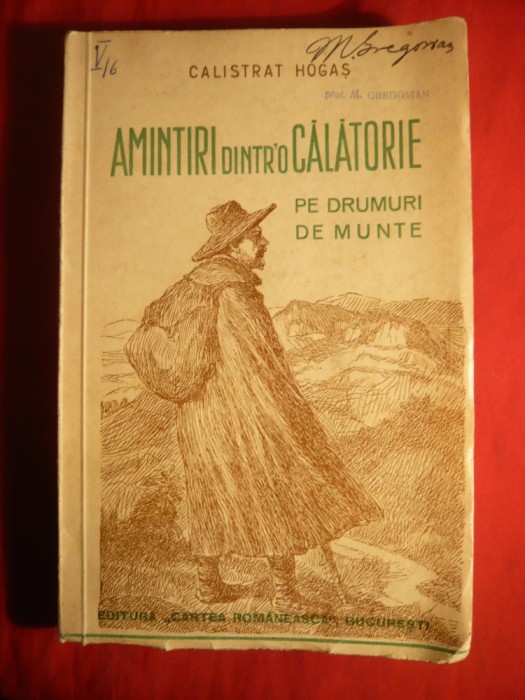 V/6
M. Gregorian
CALISTRAT HOGAȘ
prof. M. GREGORIAN
AMINTIRI DINTR'O CĂLĂTORIE
PE DRUMURI
DE MUNTE
EDITURA „CARTEA ROMÂNEASCĂ", BUCUREȘTI